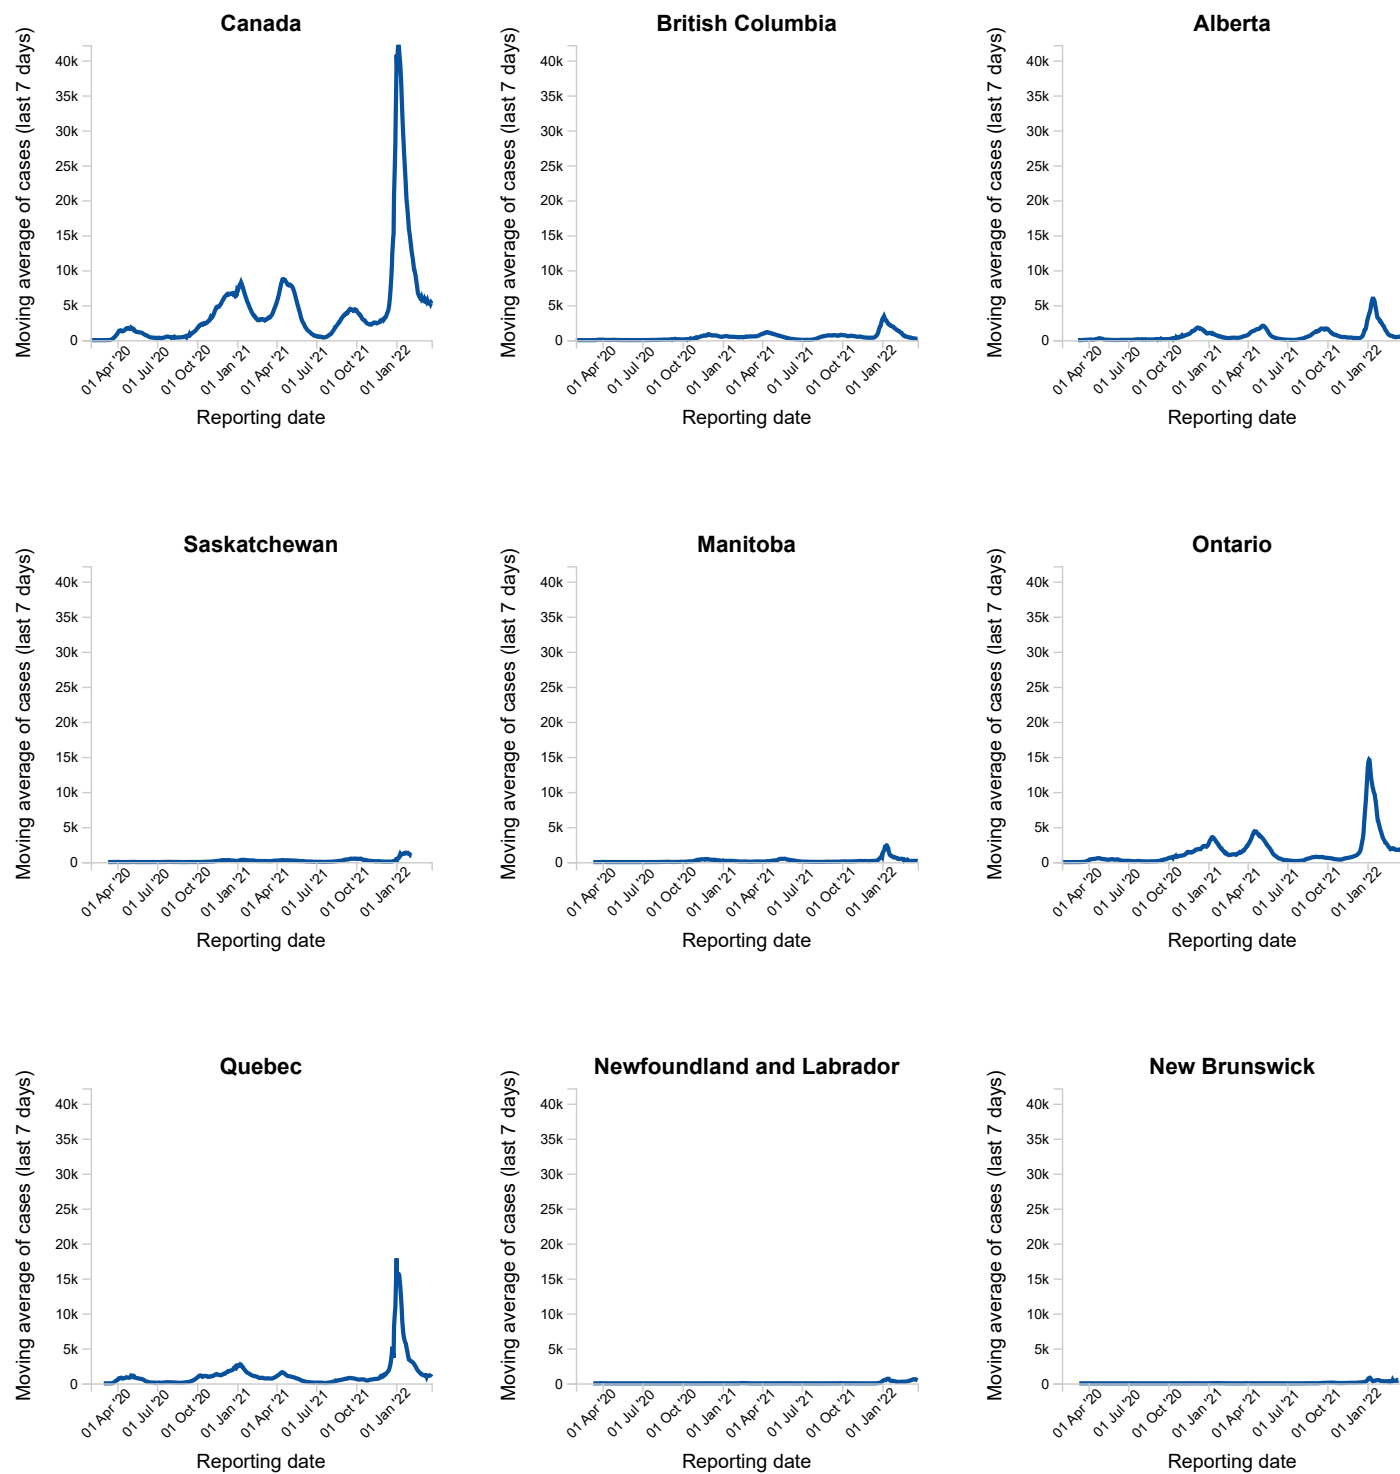 Canada
Moving average of cases (last 7 days)
40k
35k
30k
25k
20k
15k
10k
5k
0
01 Apr '20
01 Jul '20
01 Oct '20
01 Jan '21
01 Apr '21
01 Jul '21
01 Oct '21
01 Jan '22
Reporting date
British Columbia
Moving average of cases (last 7 days)
40k
35k
30k
25k
20k
15k
10k
5k
0
01 Apr '20
01 Jul '20
01 Oct '20
01 Jan '21
01 Apr '21
01 Jul '21
01 Oct '21
01 Jan '22
Reporting date
Alberta
Moving average of cases (last 7 days)
40k
35k
30k
25k
20k
15k
10k
5k
0
01 Apr '20
01 Jul '20
01 Oct '20
01 Jan '21
01 Apr '21
01 Jul '21
01 Oct '21
01 Jan '22
Reporting date
Saskatchewan
Moving average of cases (last 7 days)
40k
35k
30k
25k
20k
15k
10k
5k
0
01 Apr '20
01 Jul '20
01 Oct '20
01 Jan '21
01 Apr '21
01 Jul '21
01 Oct '21
01 Jan '22
Reporting date
Manitoba
Moving average of cases (last 7 days)
40k
35k
30k
25k
20k
15k
10k
5k
0
01 Apr '20
01 Jul '20
01 Oct '20
01 Jan '21
01 Apr '21
01 Jul '21
01 Oct '21
01 Jan '22
Reporting date
Ontario
Moving average of cases (last 7 days)
40k
35k
30k
25k
20k
15k
10k
5k
0
01 Apr '20
01 Jul '20
01 Oct '20
01 Jan '21
01 Apr '21
01 Jul '21
01 Oct '21
01 Jan '22
Reporting date
Quebec
Moving average of cases (last 7 days)
40k
35k
30k
25k
20k
15k
10k
5k
0
01 Apr '20
01 Jul '20
01 Oct '20
01 Jan '21
01 Apr '21
01 Jul '21
01 Oct '21
01 Jan '22
Reporting date
Newfoundland and Labrador
Moving average of cases (last 7 days)
40k
35k
30k
25k
20k
15k
10k
5k
0
01 Apr '20
01 Jul '20
01 Oct '20
01 Jan '21
01 Apr '21
01 Jul '21
01 Oct '21
01 Jan '22
Reporting date
New Brunswick
Moving average of cases (last 7 days)
40k
35k
30k
25k
20k
15k
10k
5k
0
01 Apr '20
01 Jul '20
01 Oct '20
01 Jan '21
01 Apr '21
01 Jul '21
01 Oct '21
01 Jan '22
Reporting date